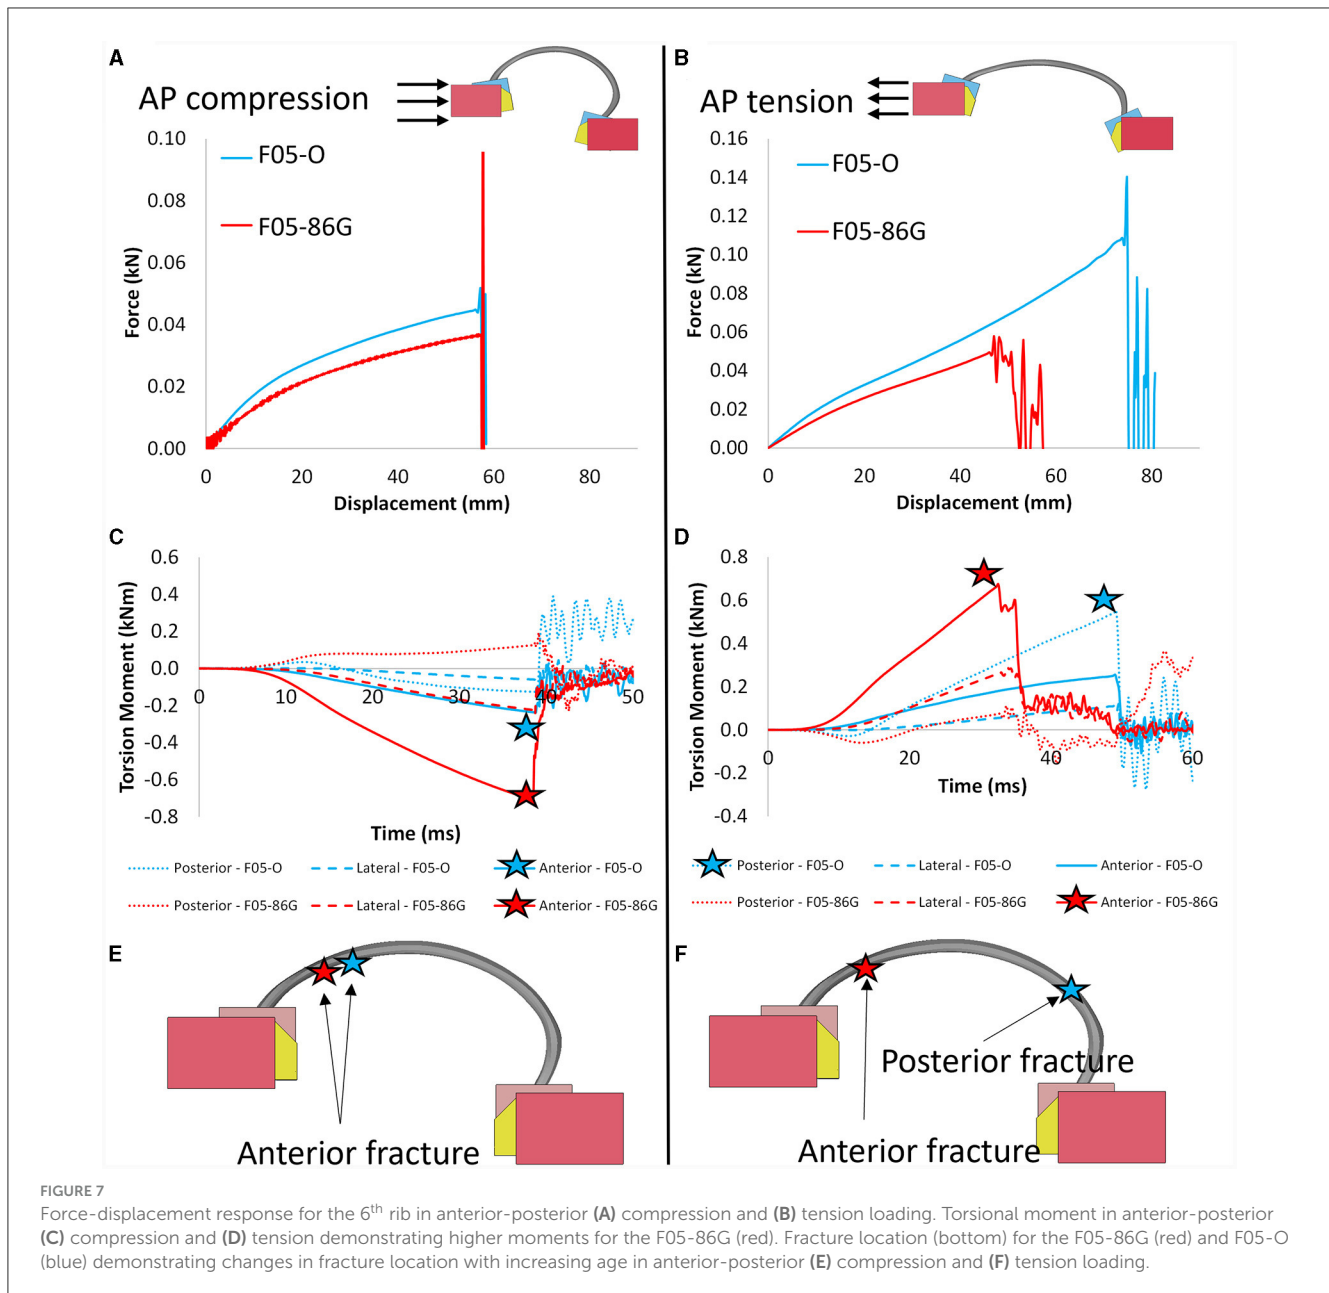 A
AP compression
0.10
0.08
0.06
0.04
0.02
0.00
Force (kN)
F05-O
F05-86G
0 20 40 60 80
Displacement (mm)
B
AP tension
0.16
0.14
0.12
0.10
0.08
0.06
0.04
0.02
0.00
Force (kN)
F05-O
F05-86G
0 20 40 60 80
Displacement (mm)
C
0.6
0.4
0.2
0.0
-0.2
-0.4
-0.6
-0.8
Torsion Moment (kNm)
0 10 20 30 40 50
Time (ms)
Posterior - F05-O Lateral - F05-O Anterior - F05-O
Posterior - F05-86G Lateral - F05-86G Anterior - F05-86G
D
0.8
0.6
0.4
0.2
0.0
-0.2
-0.4
Torsion Moment (kNm)
0 20 40 60
Time (ms)
Posterior - F05-O Lateral - F05-O Anterior - F05-O
Posterior - F05-86G Lateral - F05-86G Anterior - F05-86G
E
Anterior fracture
F
Posterior fracture
Anterior fracture
FIGURE 7
Force-displacement response for the 6th rib in anterior-posterior (A) compression and (B) tension loading. Torsional moment in anterior-posterior
(C) compression and (D) tension demonstrating higher moments for the F05-86G (red). Fracture location (bottom) for the F05-86G (red) and F05-O
(blue) demonstrating changes in fracture location with increasing age in anterior-posterior (E) compression and (F) tension loading.